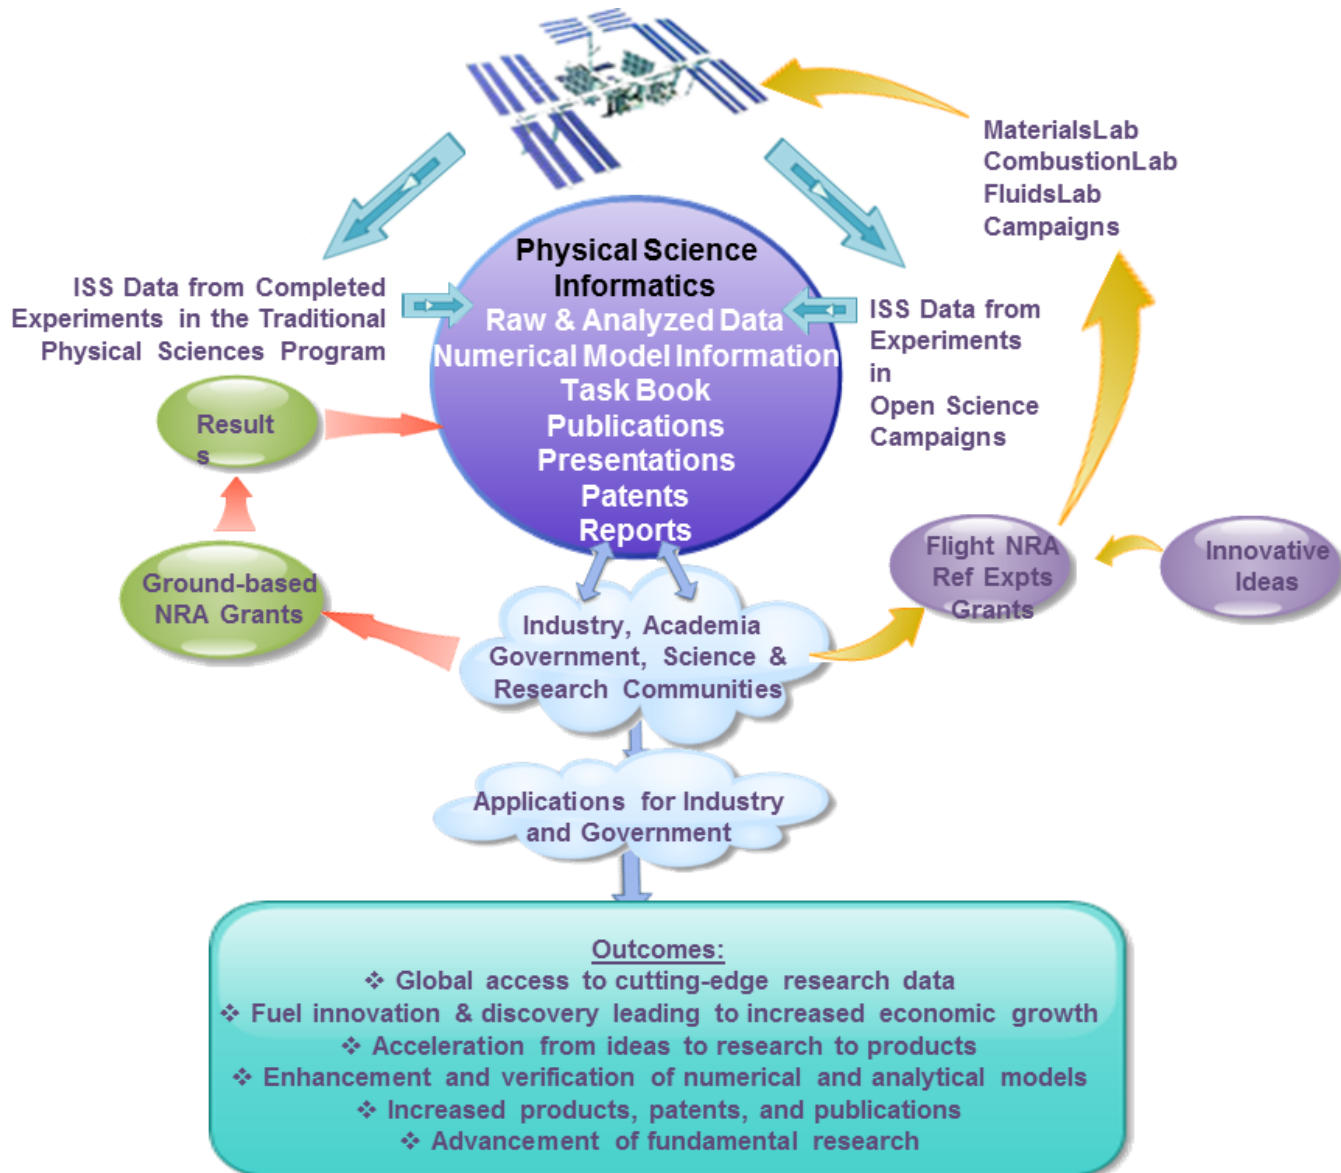 MaterialsLab
CombustionLab
FluidsLab
Campaigns
Physical Science
Informatics
Raw & Analyzed Data
Numerical Model Information
Task Book
Publications
Presentations
Patents
Reports
ISS Data from Completed
Experiments in the Traditional
Physical Sciences Program
ISS Data from
Experiments
in
Open Science
Campaigns
Result
s
Ground-based
NRA Grants
Flight NRA
Ref Expts
Grants
Innovative
Ideas
Industry, Academia
Government, Science &
Research Communities
Applications for Industry
and Government
Outcomes:
❖ Global access to cutting-edge research data
❖ Fuel innovation & discovery leading to increased economic growth
❖ Acceleration from ideas to research to products
❖ Enhancement and verification of numerical and analytical models
❖ Increased products, patents, and publications
❖ Advancement of fundamental research